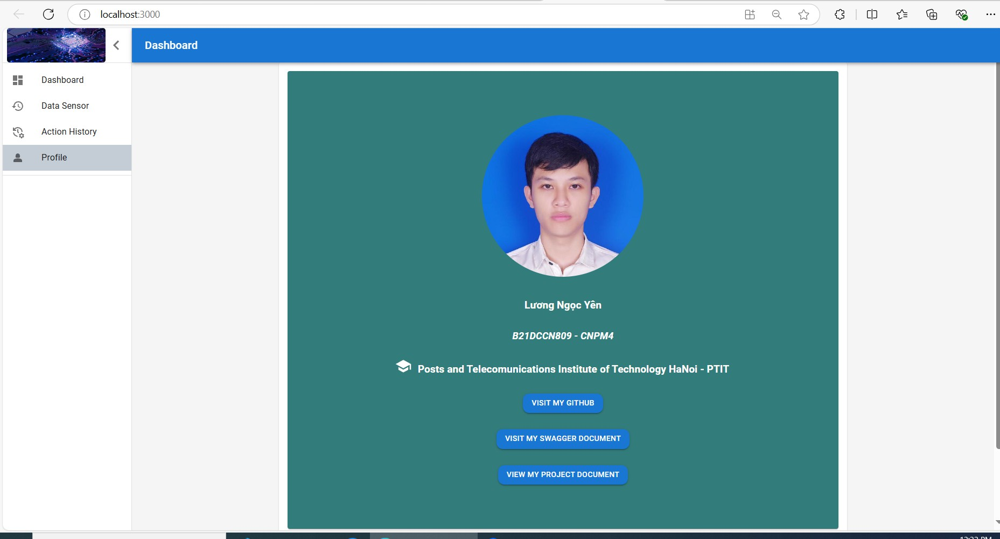 localhost:3000
Dashboard
Dashboard
Data Sensor
Action History
Profile
Lương Ngọc Yên
B21DCCN809 - CNPM4
Posts and Telecomunications Institute of Technology HaNoi - PTIT
VISIT MY GITHUB
VISIT MY SWAGGER DOCUMENT
VIEW MY PROJECT DOCUMENT